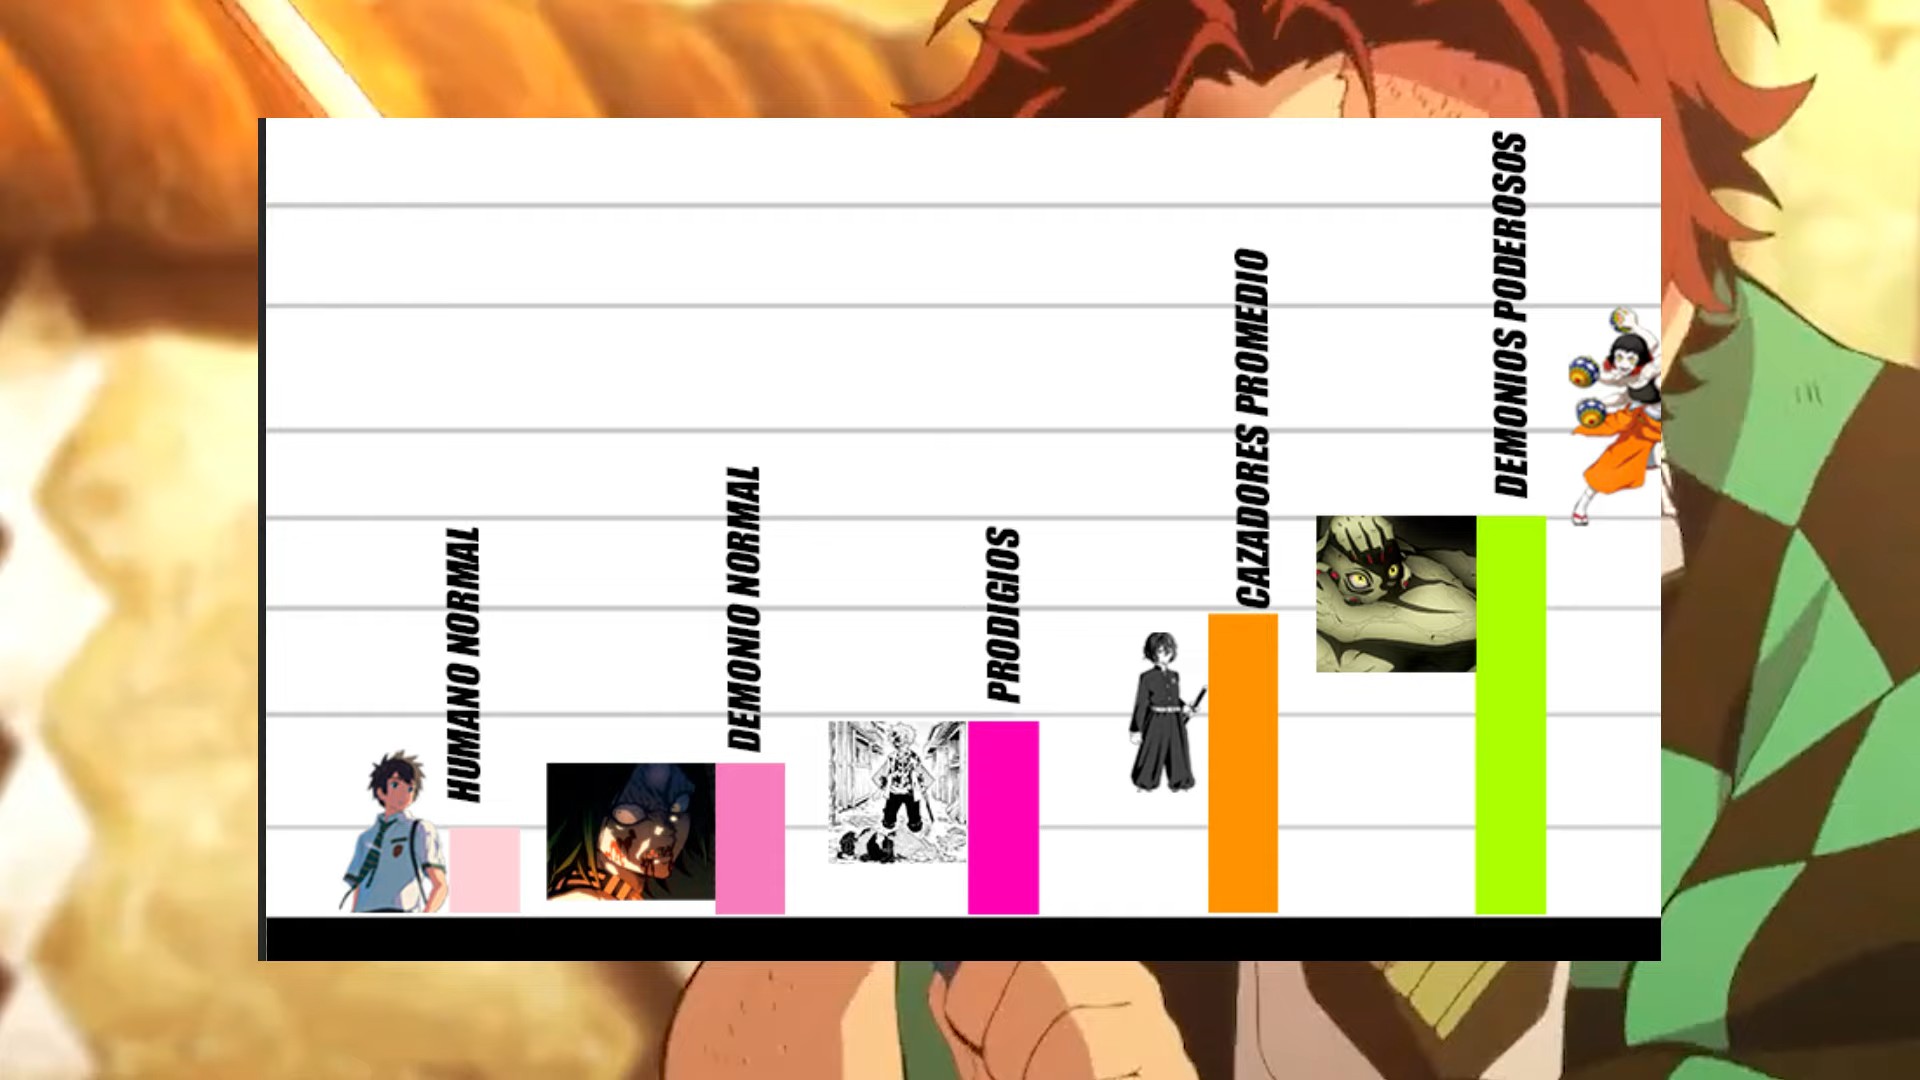 HUMANO NORMAL
DEMONIO NORMAL
PRODIGIOS
CAZADORES PROMEDIO
DEMONIOS PODEROSOS